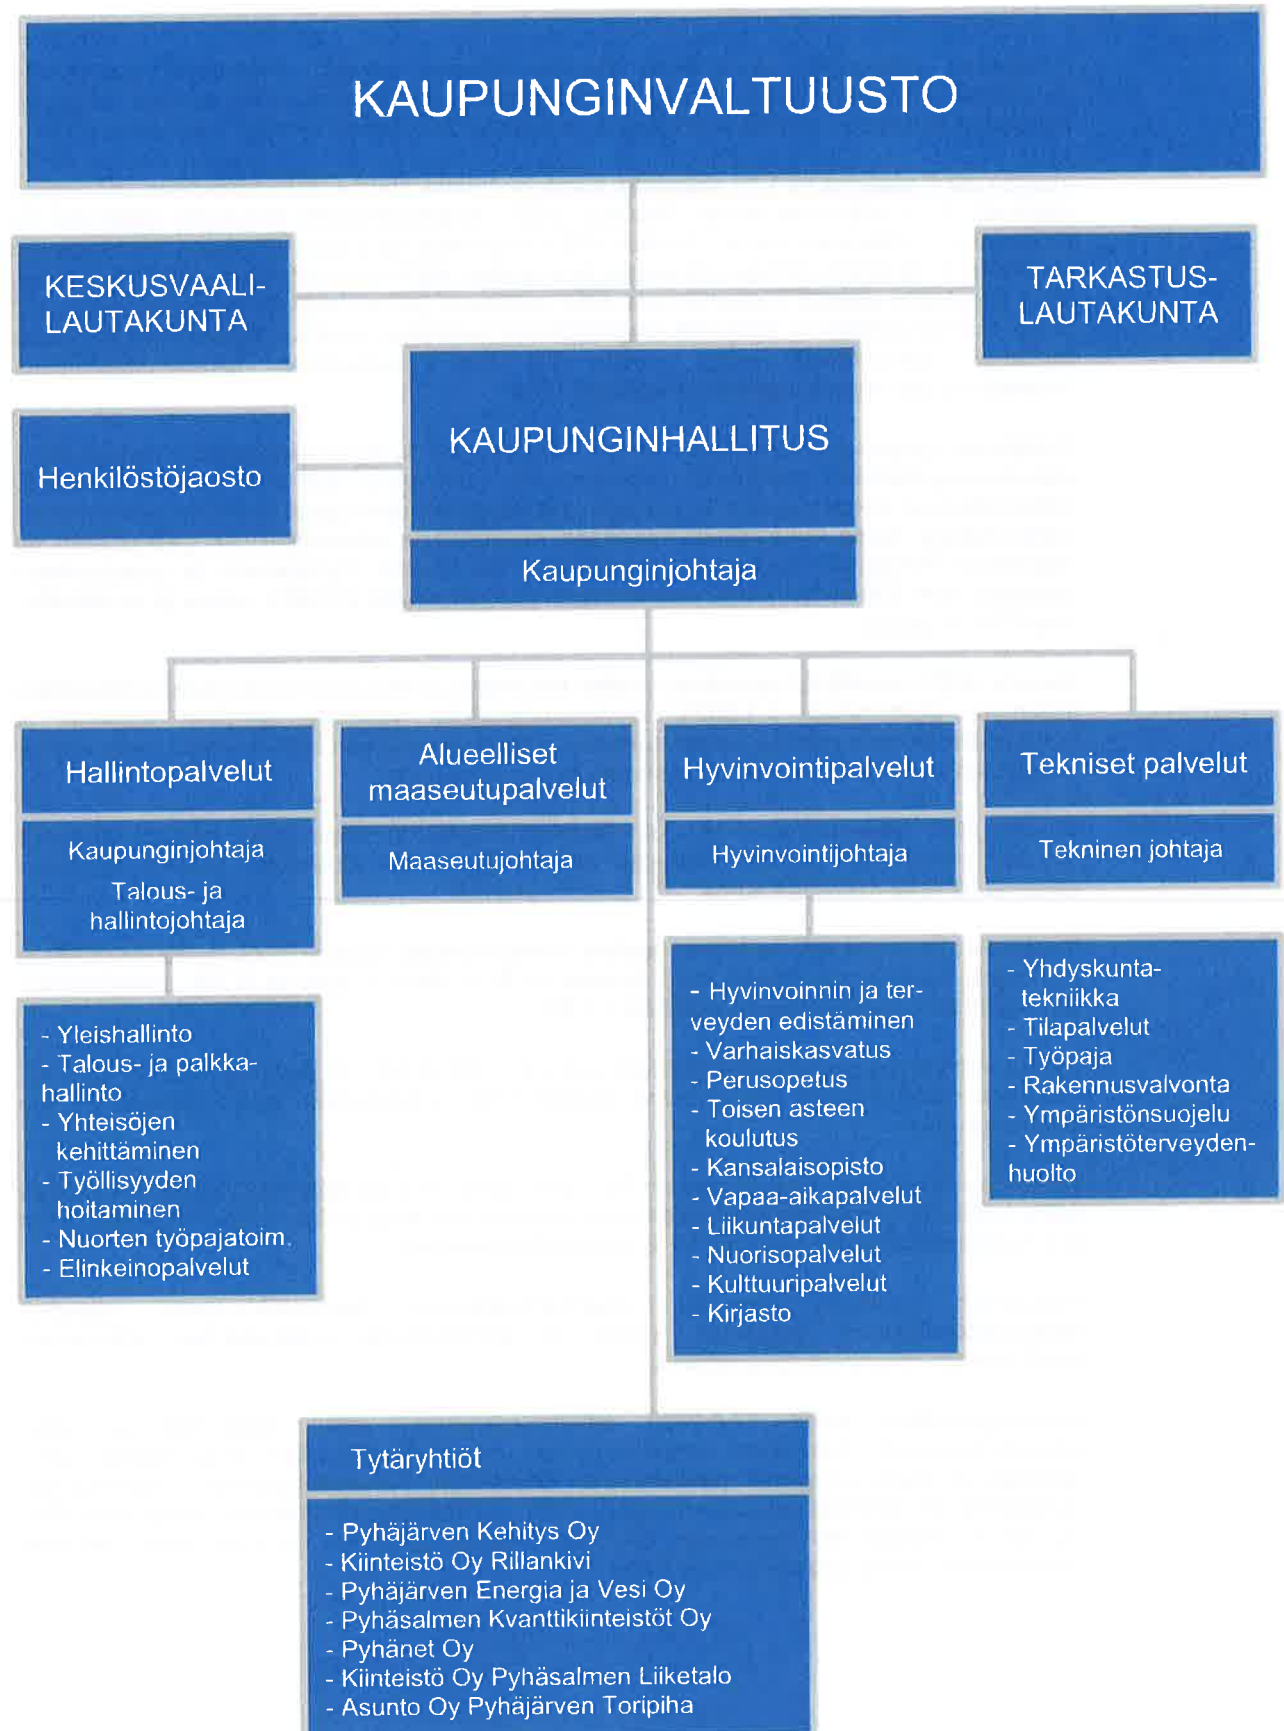 KAUPUNGINVALTUUSTO
KESKUSVAALI-
LAUTAKUNTA
TARKASTUS-
LAUTAKUNTA
KAUPUNGINHALLITUS
Henkilöstöjaosto
Kaupunginjohtaja
Hallintopalvelut
Kaupunginjohtaja
Talous- ja
hallintojohtaja
- Yleishallinto
- Talous- ja palkka-
hallinto
- Yhteisöjen
kehittäminen
- Työllisyyden
hoitaminen
- Nuorten työpajatoim.
- Elinkeinopalvelut
Alueelliset
maaseutupalvelut
Maaseutujohtaja
Hyvinvointipalvelut
Hyvinvointijohtaja
- Hyvinvoinnin ja ter-
veyden edistäminen
- Varhaiskasvatus
- Perusopetus
- Toisen asteen
koulutus
- Kansalaisopisto
- Vapaa-aikapalvelut
- Liikuntapalvelut
- Nuorisopalvelut
- Kulttuuripalvelut
- Kirjasto
Tekniset palvelut
Tekninen johtaja
- Yhdyskunta-
tekniikka
- Tilapalvelut
- Työpaja
- Rakennusvalvonta
- Ympäristönsuojelu
- Ympäristöterveyden-
huolto
Tytäryhtiöt
- Pyhäjärven Kehitys Oy
- Kiinteistö Oy Rillankivi
- Pyhäjärven Energia ja Vesi Oy
- Pyhäsalmen Kvanttikiinteistöt Oy
- Pyhänet Oy
- Kiinteistö Oy Pyhäsalmen Liiketalo
- Asunto Oy Pyhäjärven Toripiha